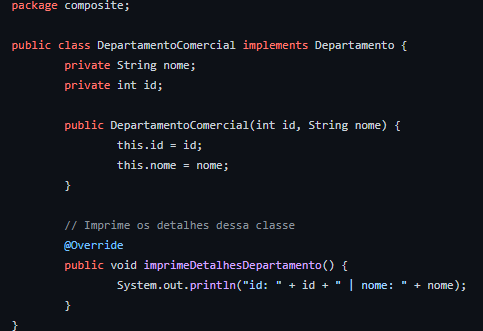 package composite;
public class DepartamentoComercial implements Departamento {
private String nome;
private int id;
public DepartamentoComercial(int id, String nome) {
this.id = id;
this.nome = nome;
}
// Imprime os detalhes dessa classe
@Override
public void imprimeDetalhesDepartamento() {
System.out.println("id: " + id + " | nome: " + nome);
}
}